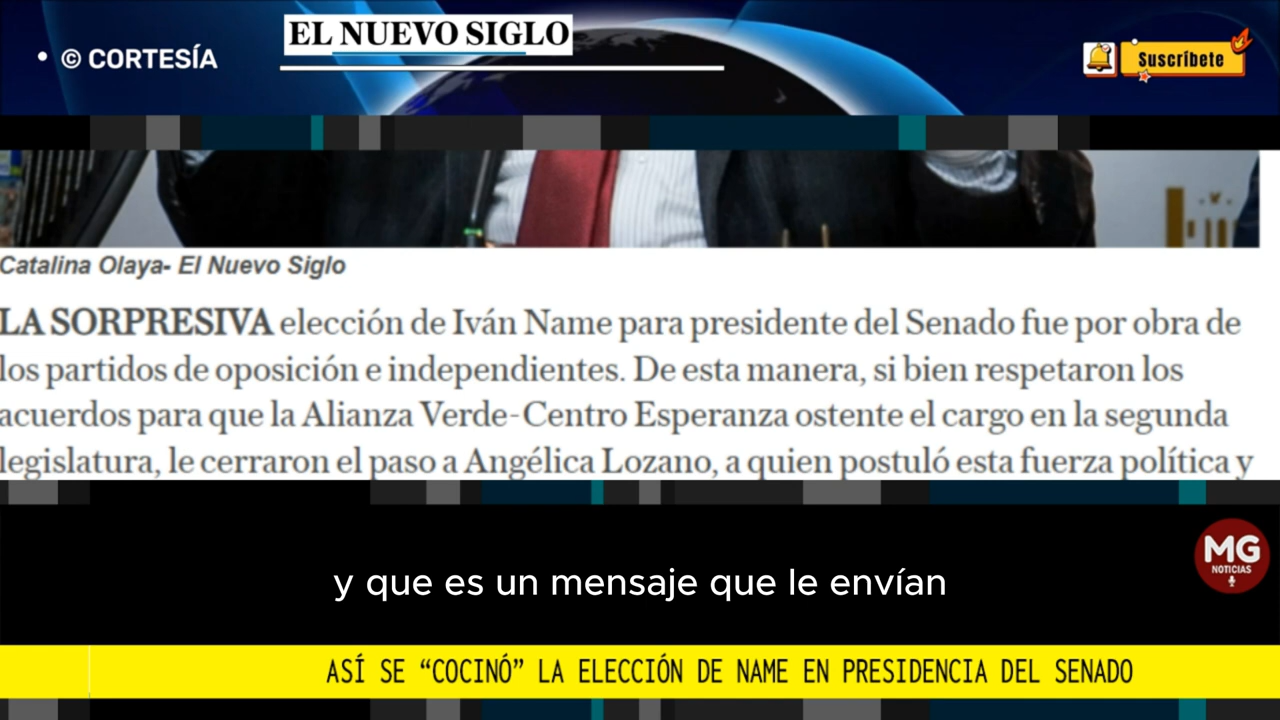 • © CORTESÍA
EL NUEVO SIGLO
Suscríbete
Catalina Olaya- El Nuevo Siglo
LA SORPRESIVA elección de Iván Name para presidente del Senado fue por obra de
los partidos de oposición e independientes. De esta manera, si bien respetaron los
acuerdos para que la Alianza Verde-Centro Esperanza ostente el cargo en la segunda
legislatura, le cerraron el paso a Angélica Lozano, a quien postuló esta fuerza política y
MG
NOTICIAS
y que es un mensaje que le envían
ASÍ SE “COCINÓ” LA ELECCIÓN DE NAME EN PRESIDENCIA DEL SENADO